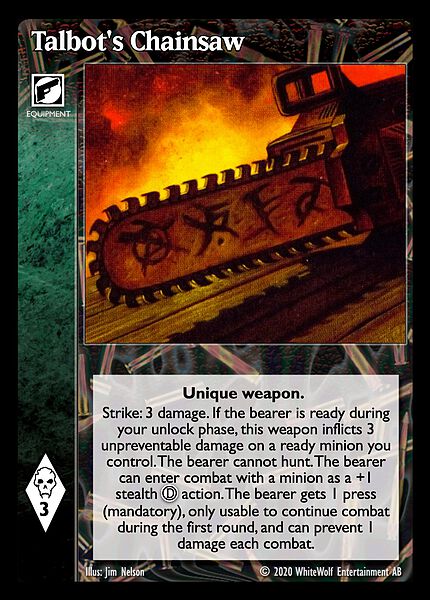 Talbot's Chainsaw
EQUIPMENT
Unique weapon.
Strike: 3 damage. If the bearer is ready during
your unlock phase, this weapon inflicts 3
unpreventable damage on a ready minion you
control. The bearer cannot hunt. The bearer
can enter combat with a minion as a +1
stealth Ⓓ action. The bearer gets 1 press
(mandatory), only usable to continue combat
during the first round, and can prevent 1
damage each combat.
3
Illus: Jim Nelson
© 2020 WhiteWolf Entertainment AB